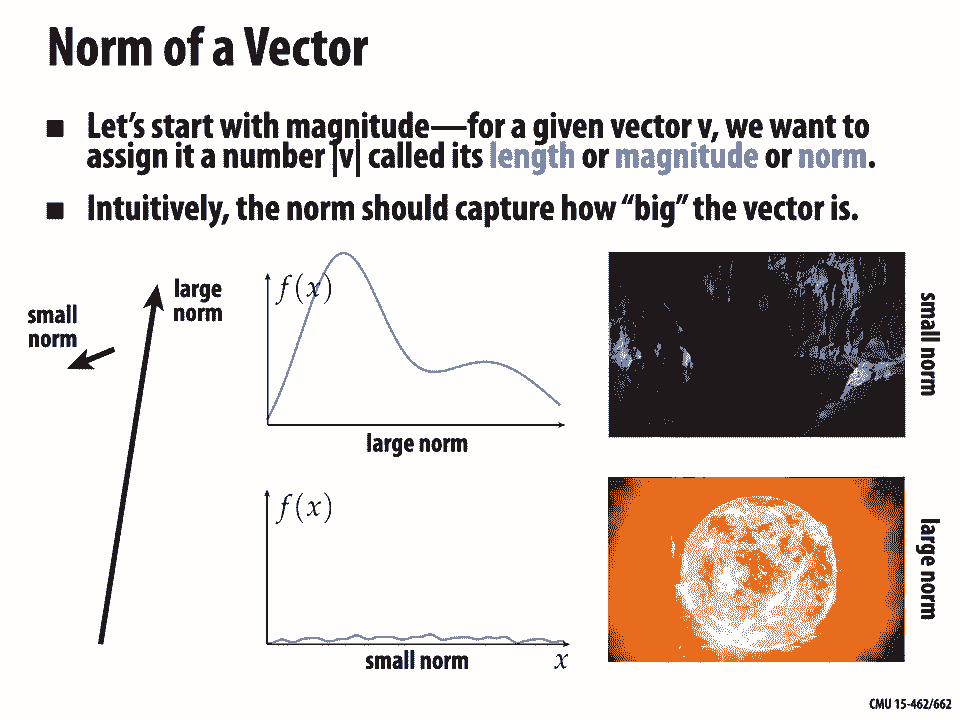 Norm of a Vector
■ Let’s start with magnitude—for a given vector v, we want to
assign it a number |v| called its length or magnitude or norm.
■ Intuitively, the norm should capture how “big” the vector is.
small
norm
large
norm
f(x)
large norm
f(x)
small norm
x
small norm
large norm
CMU 15-462/662